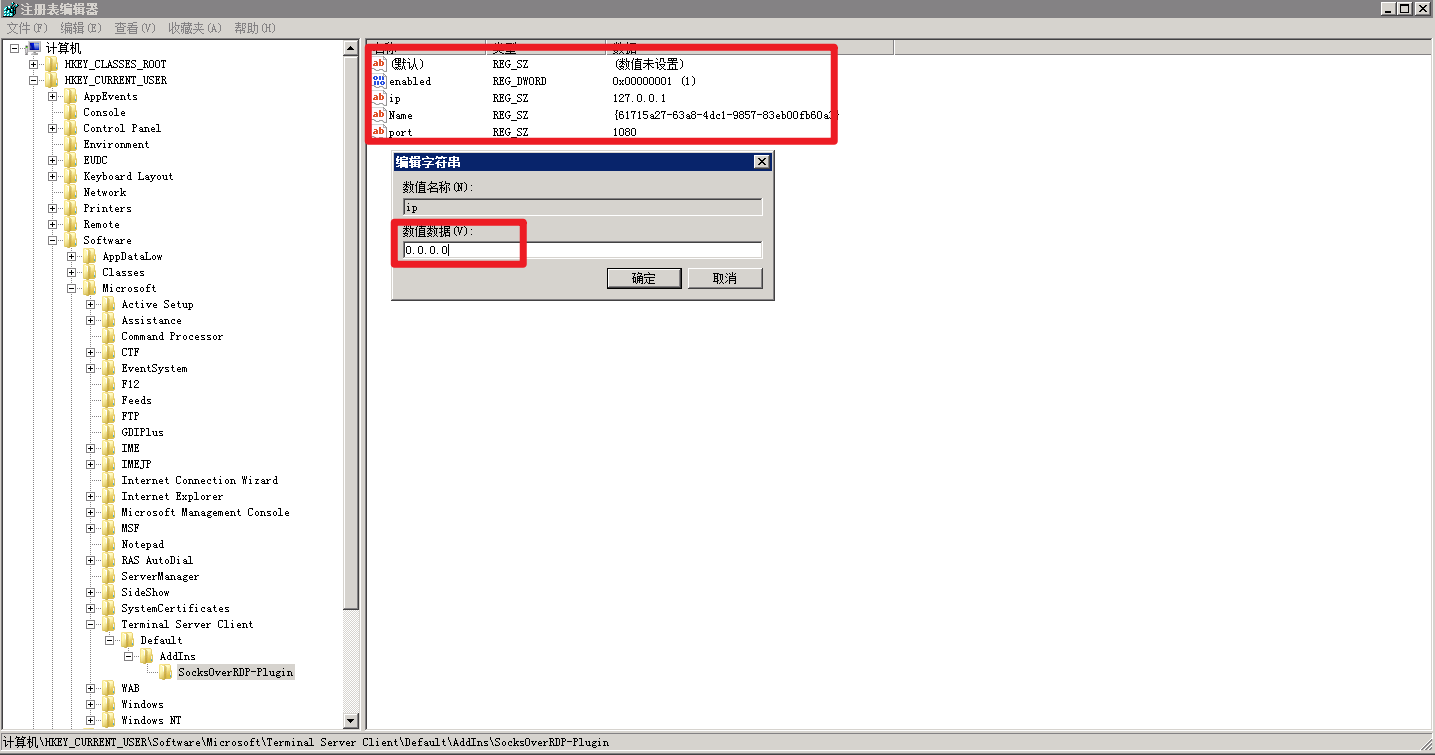 注册表编辑器
文件(F) 编辑(E) 查看(V) 收藏夹(A) 帮助(H)
计算机
HKEY_CLASSES_ROOT
HKEY_CURRENT_USER
AppEvents
Console
Control Panel
Environment
EUDC
Keyboard Layout
Network
Printers
Remote
Software
AppDataLow
Classes
Microsoft
Active Setup
Assistance
Command Processor
CTF
EventSystem
F12
Feeds
FTP
GDIPlus
IME
IMEJP
Internet Connection Wizard
Internet Explorer
Microsoft Management Console
MSF
Notepad
RAS AutoDial
ServerManager
SideShow
SystemCertificates
Terminal Server Client
Default
AddIns
SocksOverRDP-Plugin
WAB
Windows
Windows NT
名称 类型 数据
(默认) REG_SZ (数值未设置)
enabled REG_DWORD 0x00000001 (1)
ip REG_SZ 127.0.0.1
Name REG_SZ {61715a27-63a8-4dc1-9857-83eb00fb60a3}
port REG_SZ 1080
编辑字符串
数值名称(N):
ip
数值数据(V):
0.0.0.0
确定 取消
计算机\HKEY_CURRENT_USER\Software\Microsoft\Terminal Server Client\Default\AddIns\SocksOverRDP-Plugin